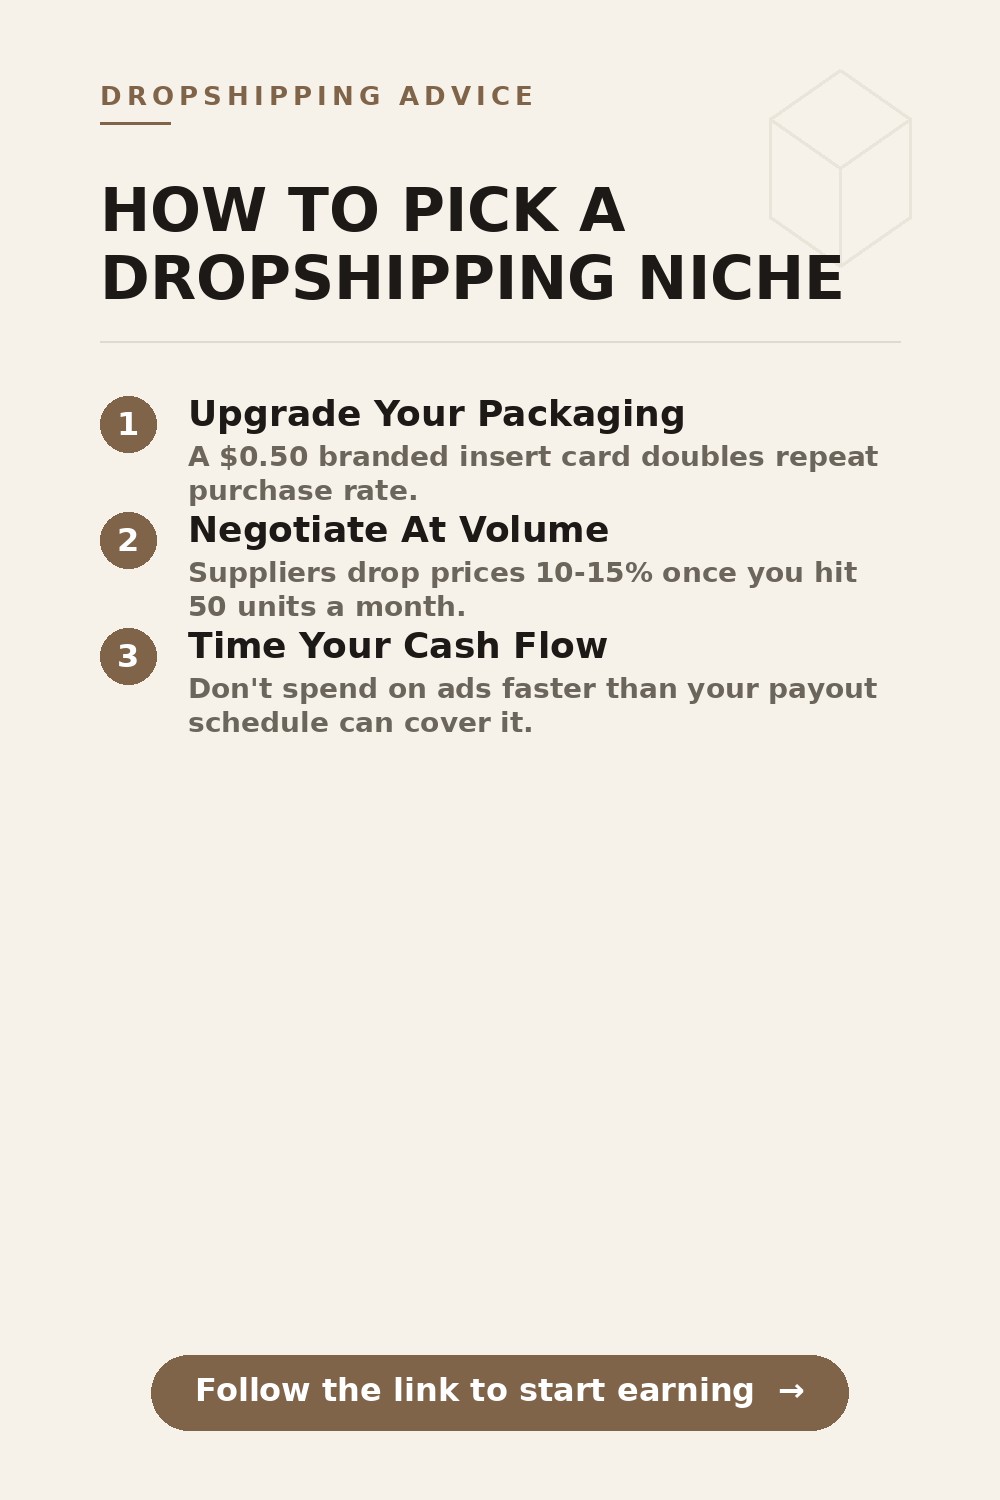 DROPSHIPPING ADVICE
HOW TO PICK A
DROPSHIPPING NICHE
1 Upgrade Your Packaging
A $0.50 branded insert card doubles repeat
purchase rate.
2 Negotiate At Volume
Suppliers drop prices 10-15% once you hit
50 units a month.
3 Time Your Cash Flow
Don't spend on ads faster than your payout
schedule can cover it.
Follow the link to start earning →